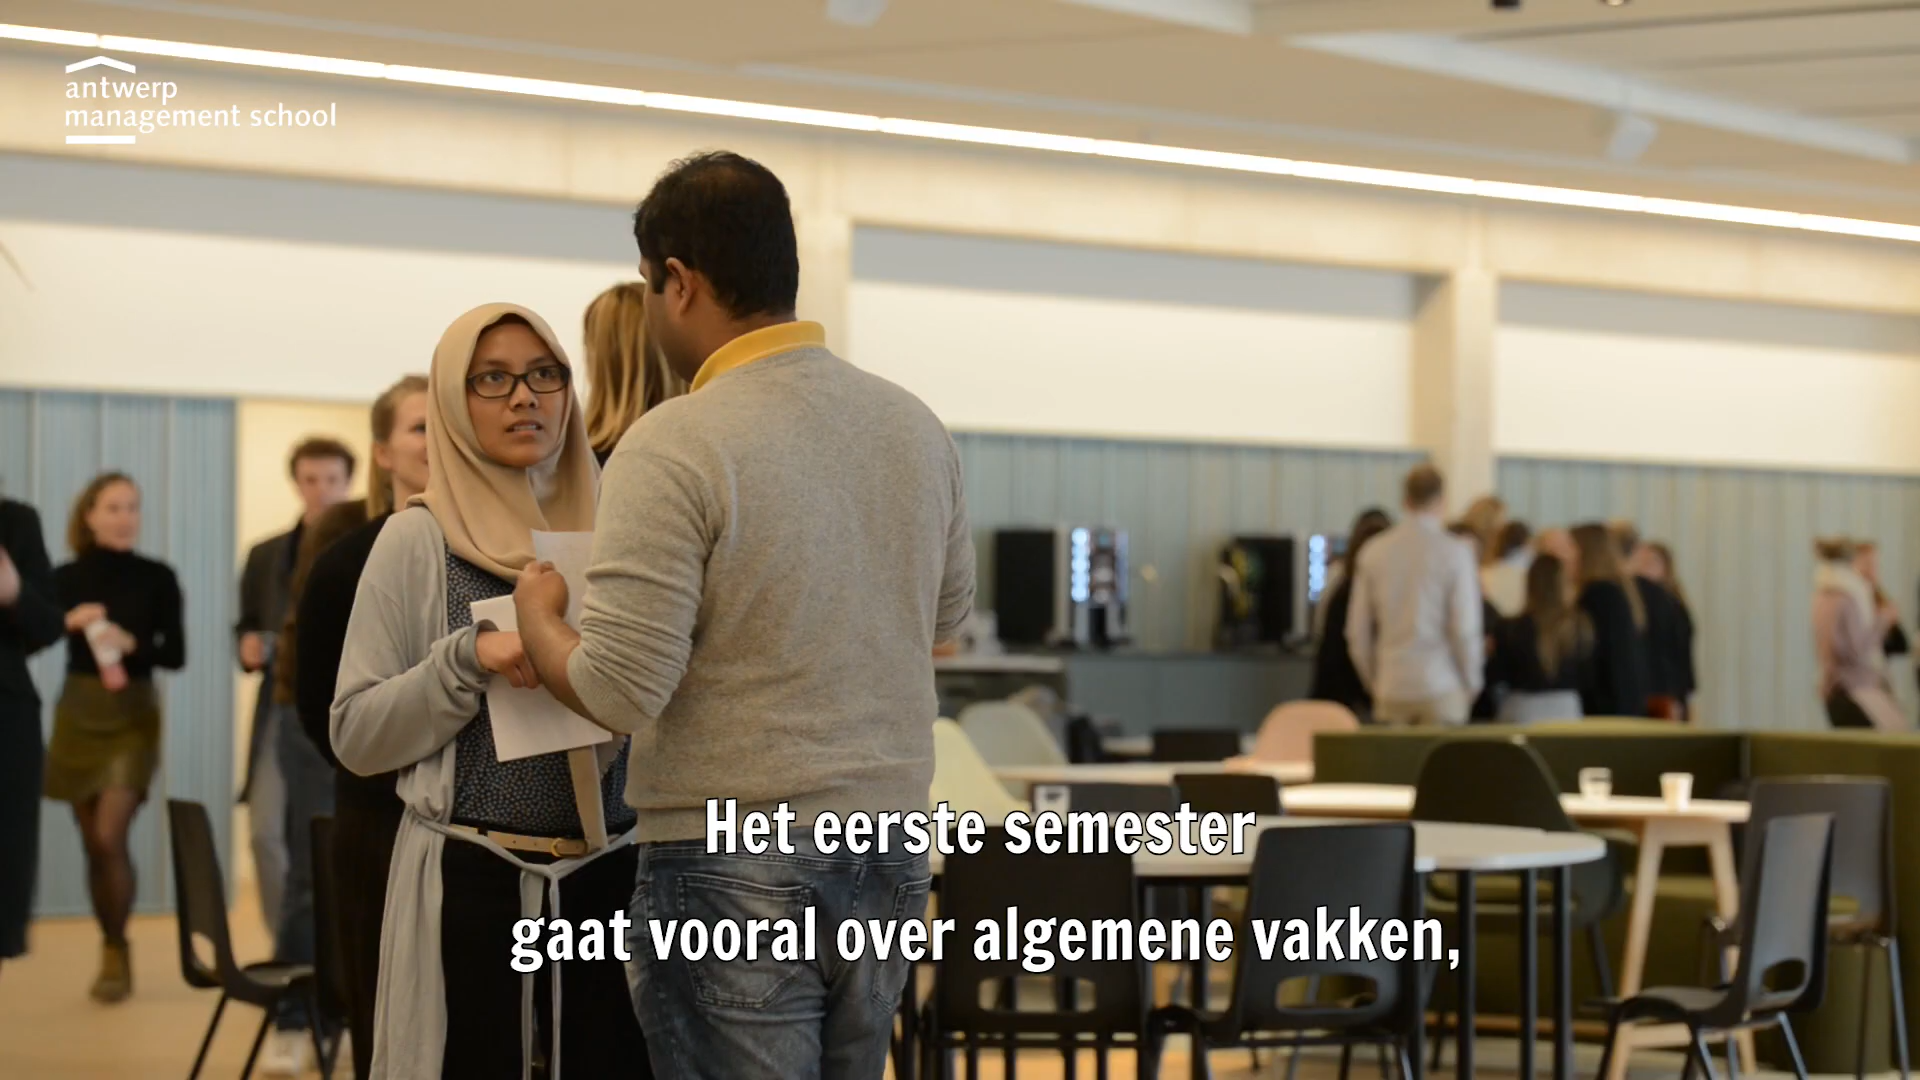 antwerp
management school
Het eerste semester
gaat vooral over algemene vakken,